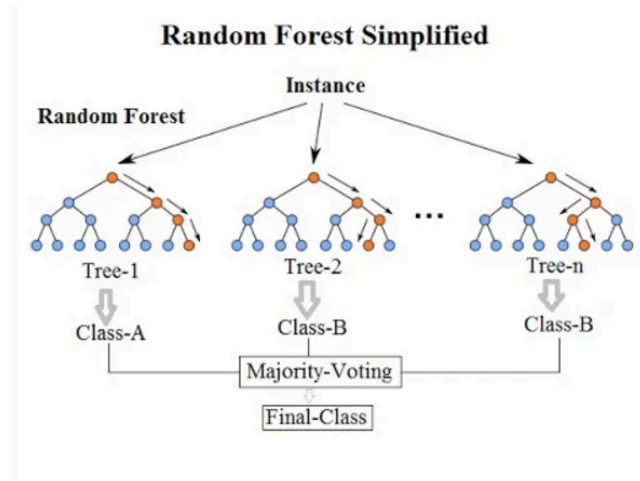 Random Forest Simplified
Instance
Random Forest
...
Tree-1
Tree-2
Tree-n
Class-A
Class-B
Class-B
Majority-Voting
Final-Class